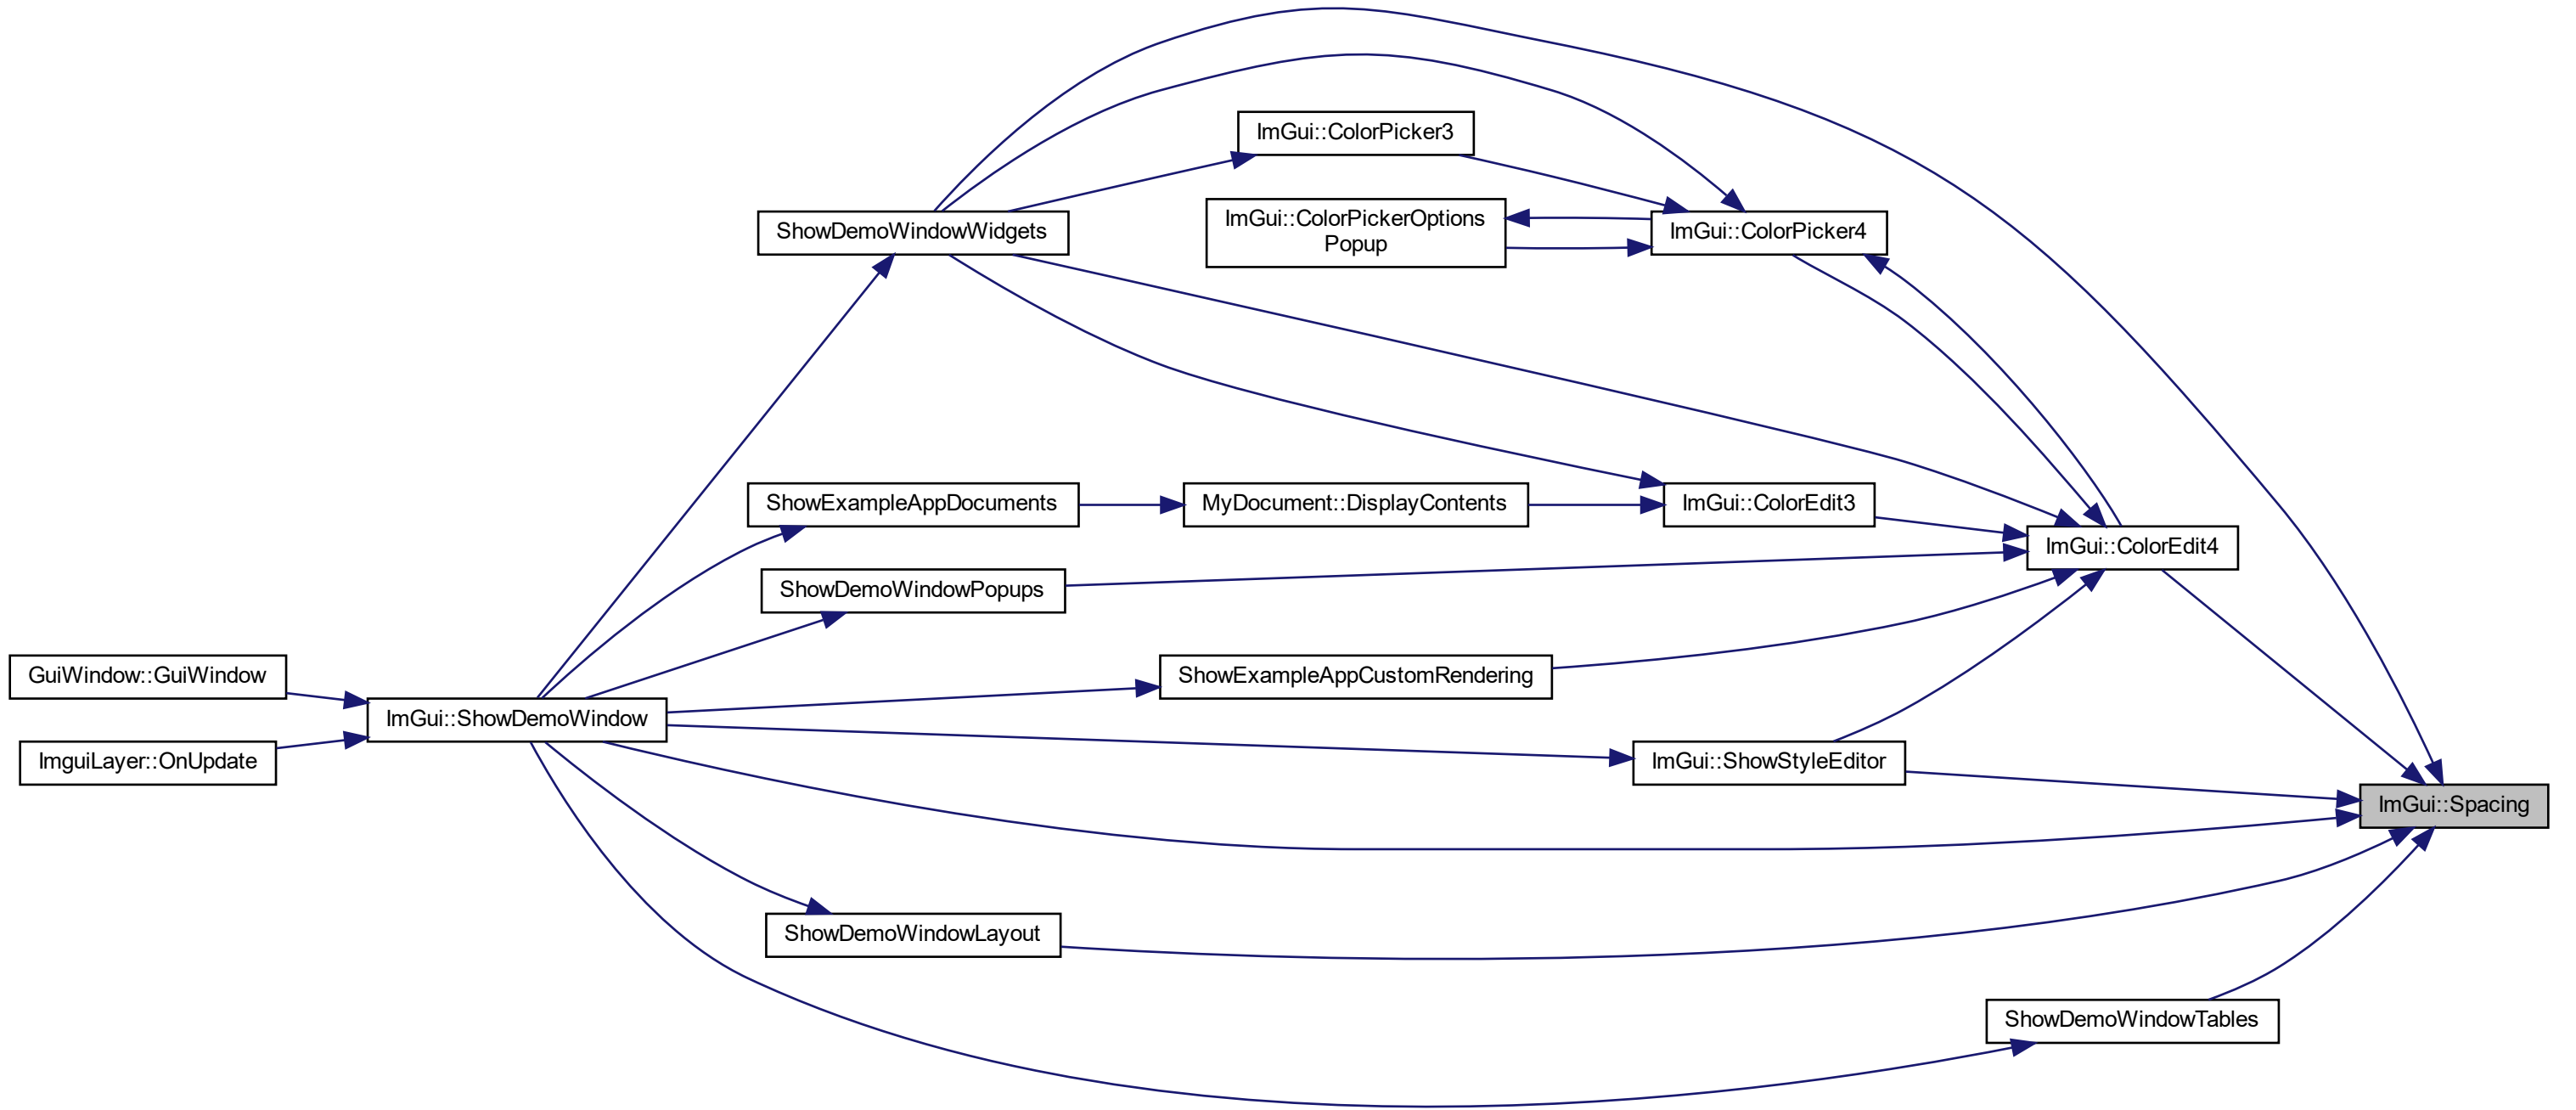 ImGui::ColorPicker3
ImGui::ColorPickerOptions
Popup
ShowDemoWindowWidgets
ImGui::ColorPicker4
ShowExampleAppDocuments
MyDocument::DisplayContents
ImGui::ColorEdit3
ImGui::ColorEdit4
ShowDemoWindowPopups
GuiWindow::GuiWindow
ShowExampleAppCustomRendering
ImGui::ShowDemoWindow
ImguiLayer::OnUpdate
ImGui::ShowStyleEditor
ImGui::Spacing
ShowDemoWindowLayout
ShowDemoWindowTables